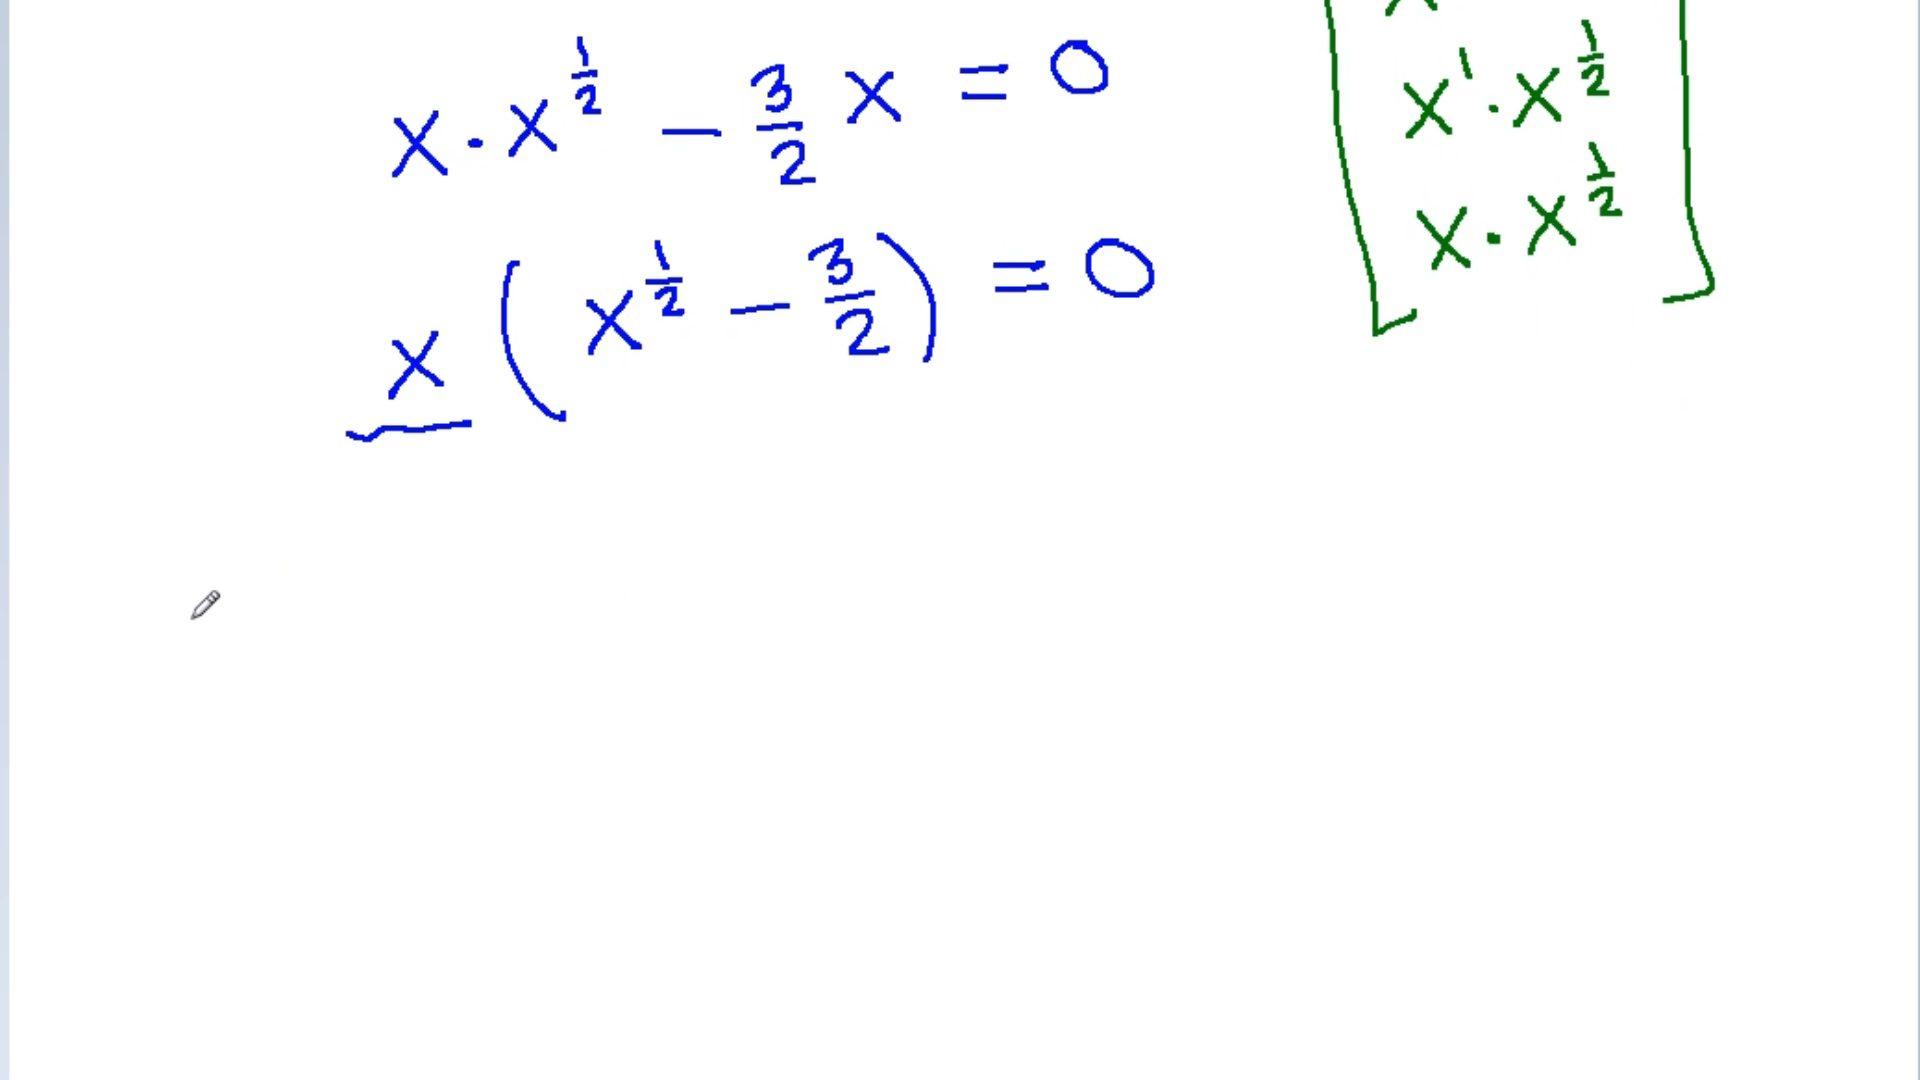 x · x^{1/2} - 3/2 x = 0
x ( x^{1/2} - 3/2 ) = 0
x^1 · x^{1/2}
x · x^{1/2}